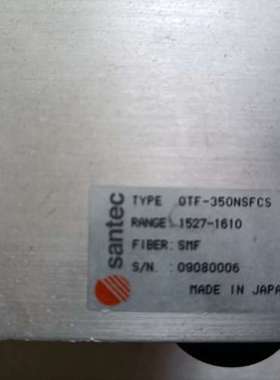 santec
TYPE OTF-350NSFCS
RANGE 1527-1610
FIBER: SMF
S/N. 09080006
MADE IN JAPA